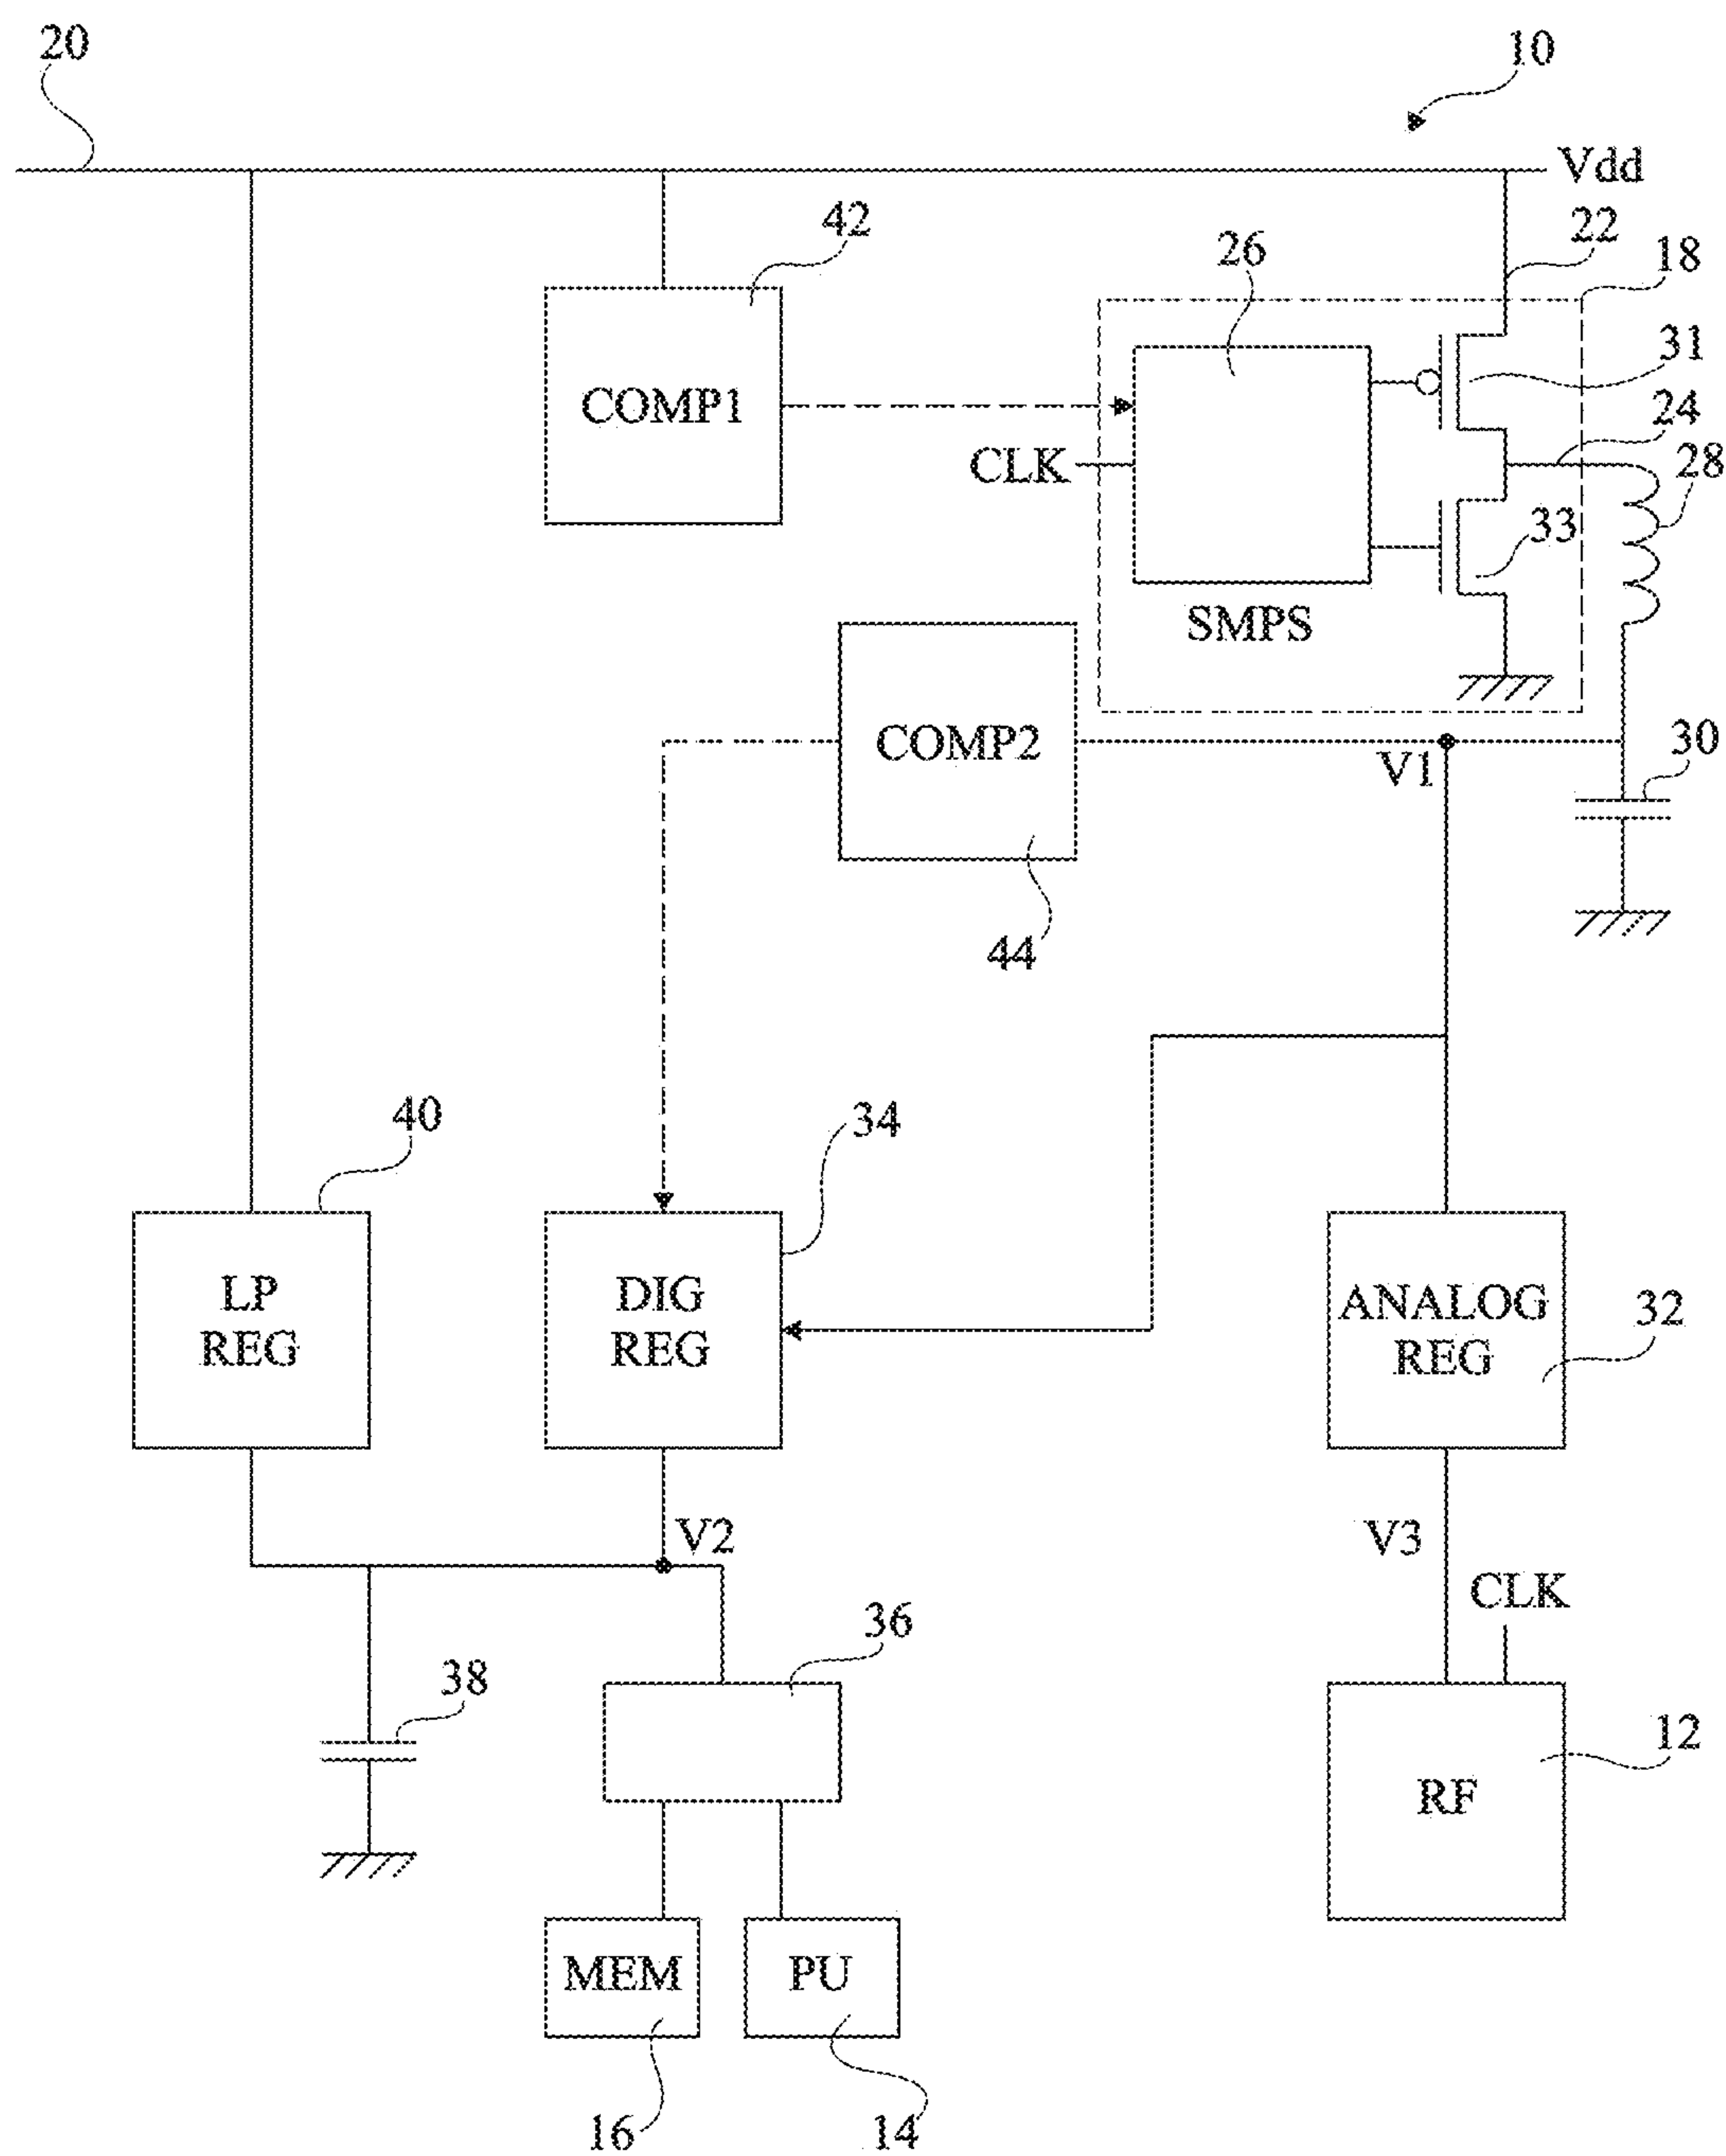 20
10
Vdd
42
22
26
18
31
COMP1
24
CLK
28
33
SMPS
COMP2
V1
30
44
40
34
LP
REG
DIG
REG
ANALOG
REG
32
V2
V3
CLK
36
38
12
RF
MEM
PU
16
14